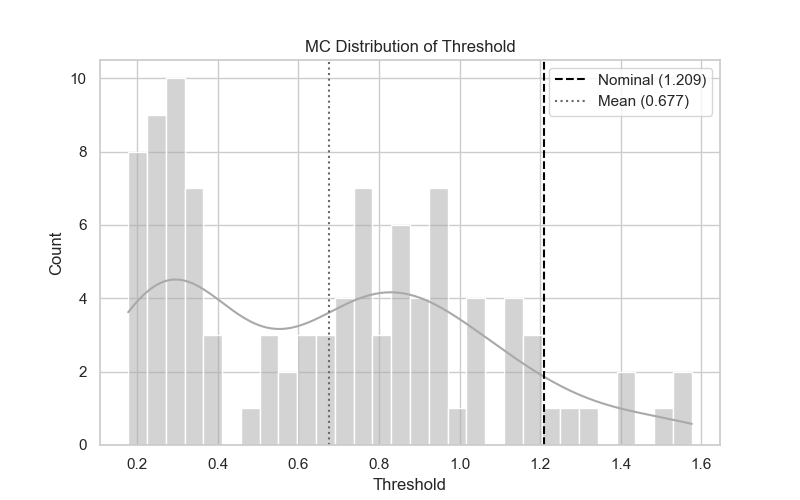 MC Distribution of Threshold
Nominal (1.209)
Mean (0.677)
Count
10
8
6
4
2
0
0.2 0.4 0.6 0.8 1.0 1.2 1.4 1.6
Threshold